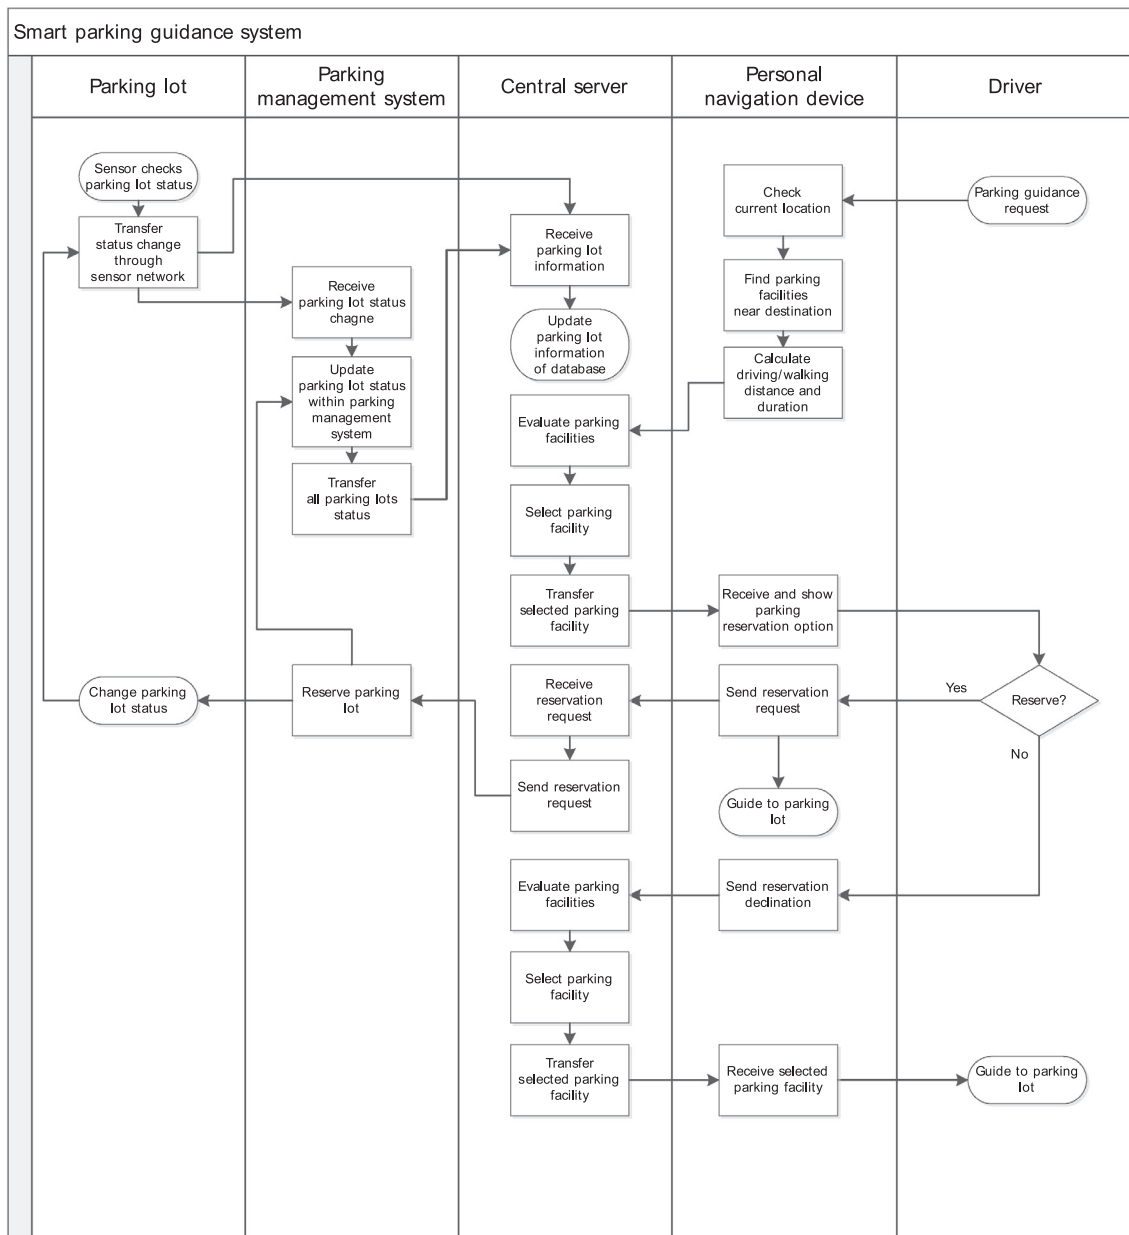 Smart parking guidance system
Parking lot
Parking
management system
Central server
Personal
navigation device
Driver
Sensor checks
parking lot status
Transfer
status change
through
sensor network
Change parking
lot status
Receive
parking lot status
chagne
Update
parking lot status
within parking
management
system
Transfer
all parking lots
status
Reserve parking
lot
Receive
parking lot
information
Update
parking lot
information
of database
Evaluate parking
facilities
Select parking
facility
Transfer
selected parking
facility
Receive
reservation
request
Send reservation
request
Evaluate parking
facilities
Select parking
facility
Transfer
selected parking
facility
Check
current location
Find parking
facilities
near destination
Calculate
driving/walking
distance and
duration
Receive and show
parking
reservation option
Send reservation
request
Guide to parking
lot
Send reservation
declination
Receive selected
parking facility
Parking guidance
request
Reserve?
Yes
No
Guide to parking
lot